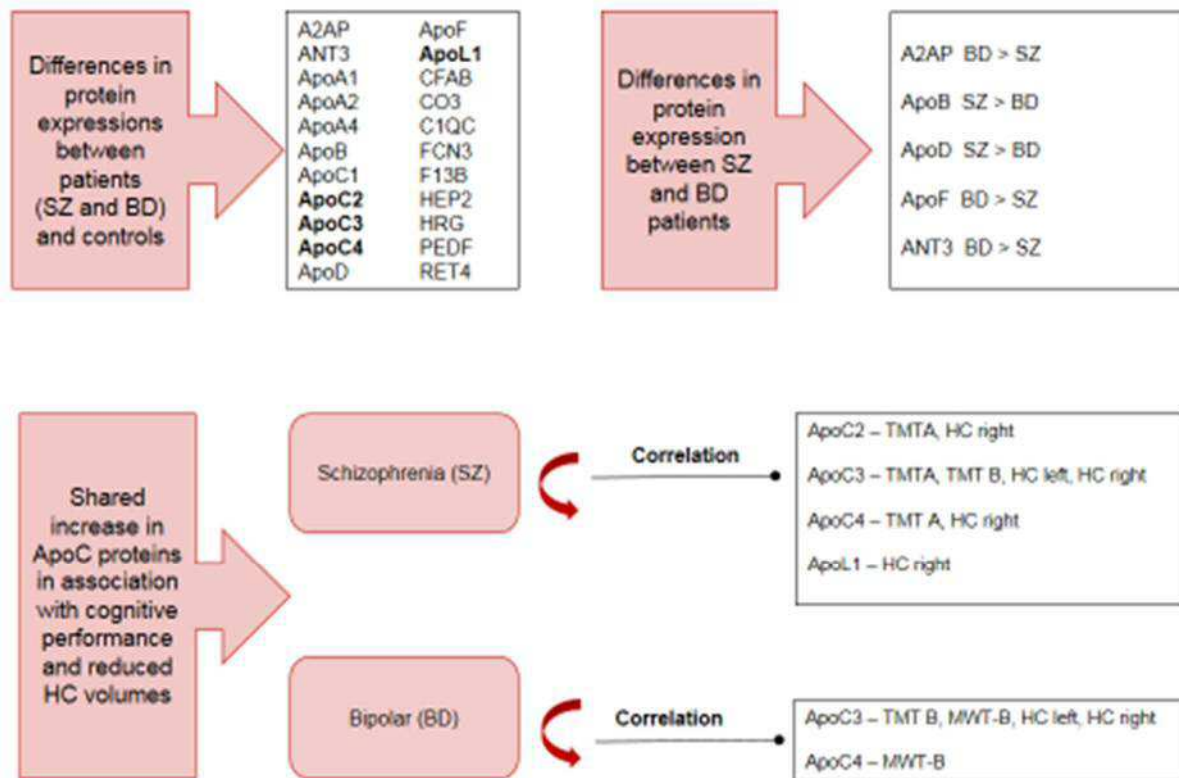 Differences in
protein
expressions
between
patients
(SZ and BD)
and controls
A2AP
ANT3
ApoA1
ApoA2
ApoA4
ApoB
ApoC1
ApoC2
ApoC3
ApoC4
ApoD
ApoF
ApoL1
CFAB
CO3
C1QC
FCN3
F13B
HEP2
HRG
PEDF
RET4
Differences in
protein
expression
between SZ
and BD
patients
A2AP BD > SZ
ApoB SZ > BD
ApoD SZ > BD
ApoF BD > SZ
ANT3 BD > SZ
Shared
increase in
ApoC proteins
in association
with cognitive
performance
and reduced
HC volumes
Schizophrenia (SZ)
Correlation
ApoC2 – TMTA, HC right
ApoC3 – TMTA, TMT B, HC left, HC right
ApoC4 – TMT A, HC right
ApoL1 – HC right
Bipolar (BD)
Correlation
ApoC3 – TMT B, MWT-B, HC left, HC right
ApoC4 – MWT-B